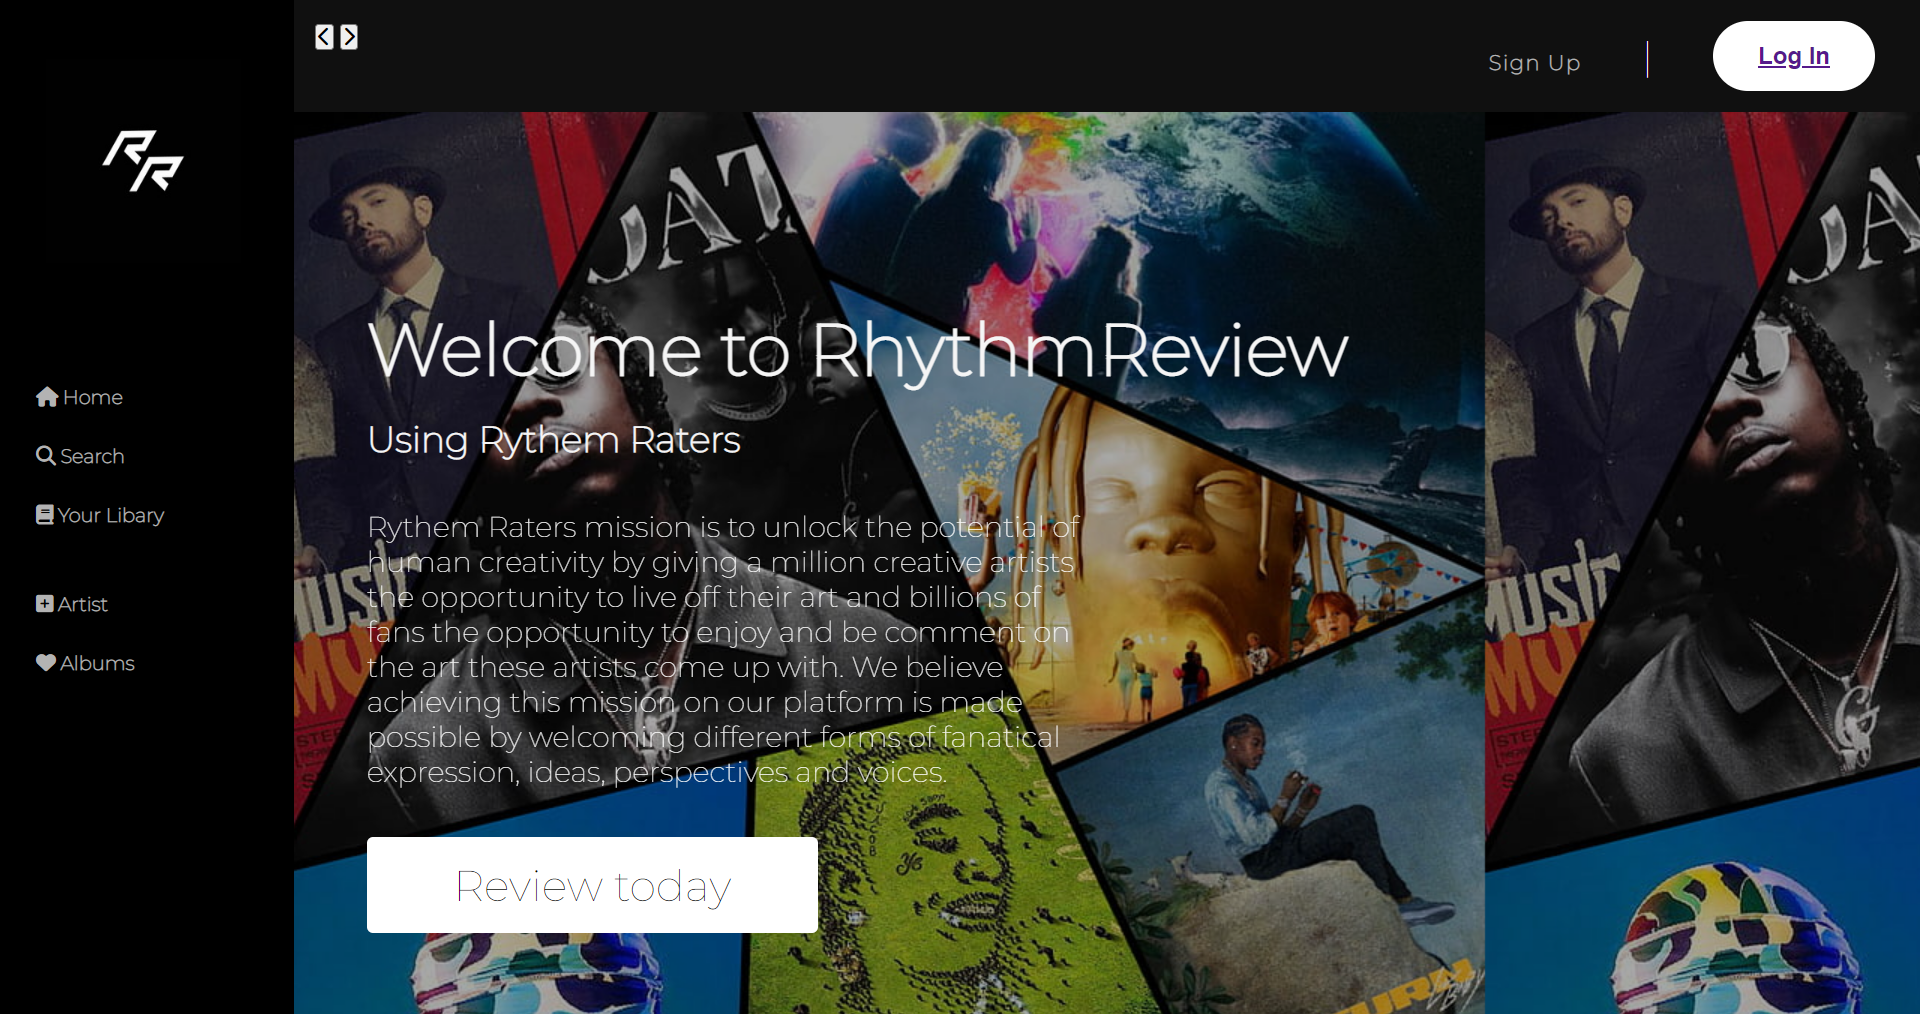 Sign Up
Log In
RR
Home
Search
Your Libary
Artist
Albums
Welcome to RhythmReview
Using Rythem Raters
Rythem Raters mission is to unlock the potential of
human creativity by giving a million creative artists
the opportunity to live off their art and billions of
fans the opportunity to enjoy and be comment on
the art these artists come up with. We believe
achieving this mission on our platform is made
possible by welcoming different forms of fanatical
expression, ideas, perspectives and voices.
Review today